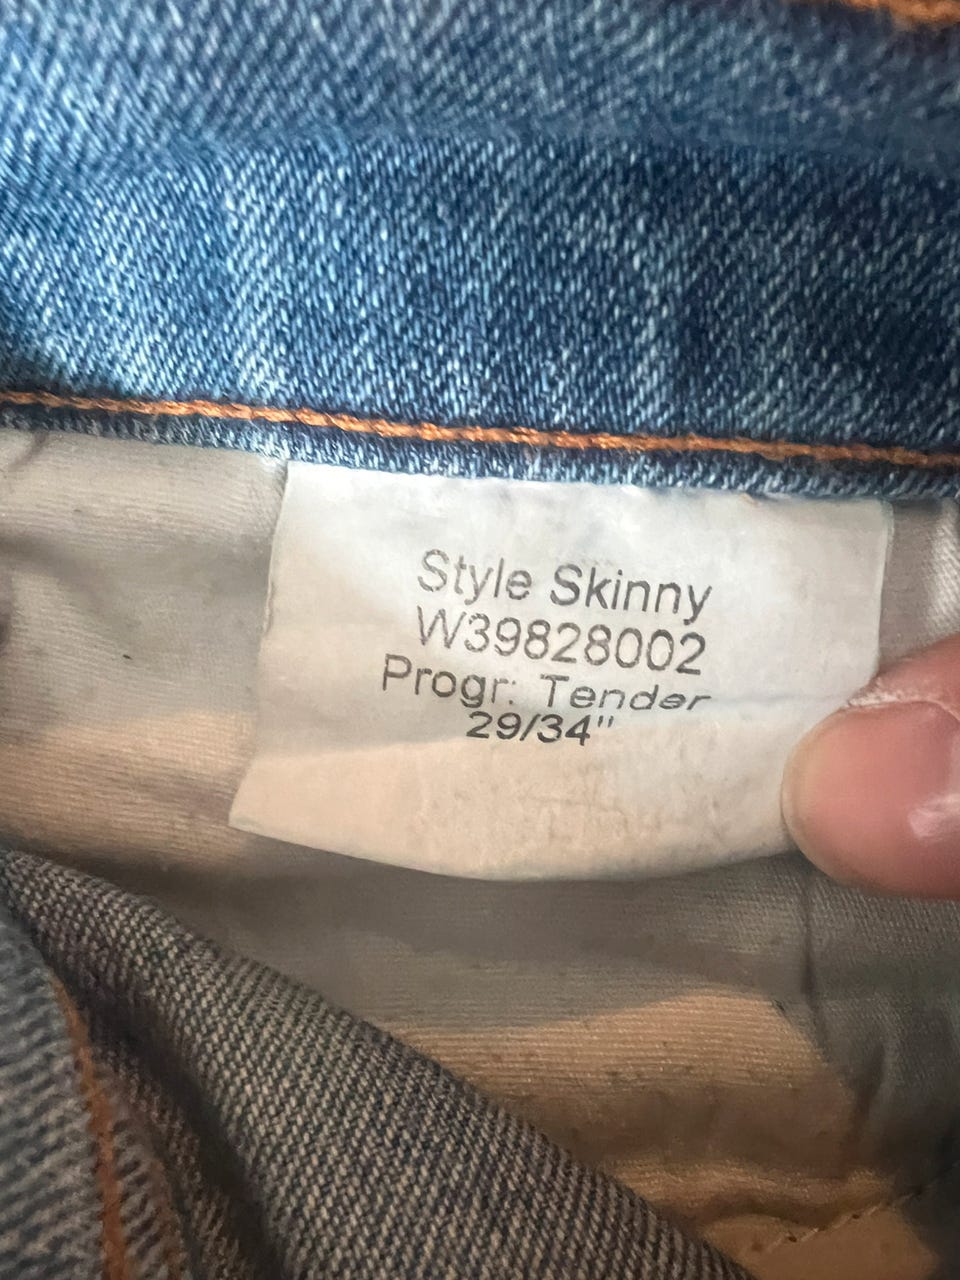 Style Skinny
W39828002
Progr: Tender
29/34"